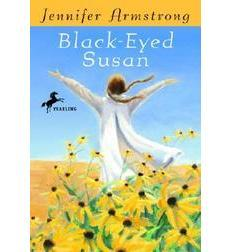 Jennifer Armstrong
Black-Eyed
Susan
YEARLING